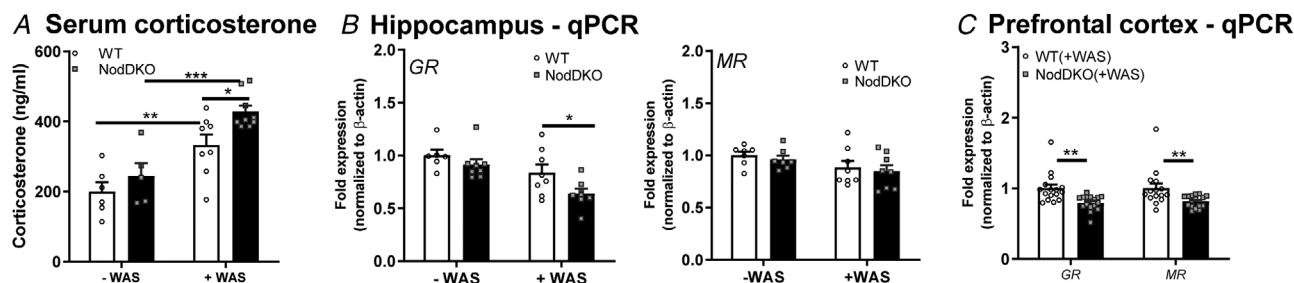 A Serum corticosterone
Corticosterone (ng/ml)
600
400
200
0
WT
NodDKO
***
*
**
- WAS
+ WAS
B Hippocampus - qPCR
Fold expression
(normalized to β-actin)
2.0
1.5
1.0
0.5
0.0
GR
WT
NodDKO
*
- WAS
+ WAS
Fold expression
(normalized to β-actin)
2.0
1.5
1.0
0.5
0.0
MR
WT
NodDKO
-WAS
+WAS
C Prefrontal cortex - qPCR
Fold expression
(normalized to β-actin)
3
2
1
0
WT(+WAS)
NodDKO(+WAS)
**
**
GR
MR